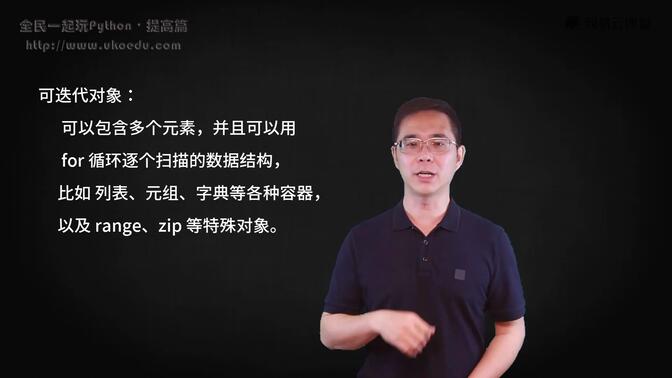 全民一起玩Python·提高篇
http://www.ukoedu.com
可迭代对象：
可以包含多个元素，并且可以用
for 循环逐个扫描的数据结构，
比如 列表、元组、字典等各种容器，
以及 range、zip 等特殊对象。